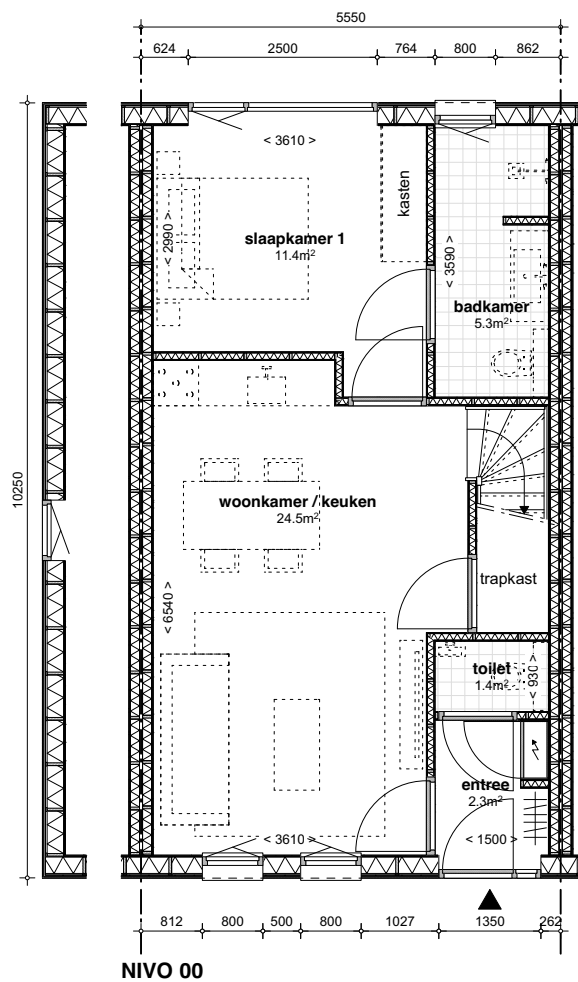 5550
624 2500 764 800 862
< 3610 >
kasten
< 2990 >
slaapkamer 1
11.4m²
< 3590 >
badkamer
5.3m²
10250
woonkamer / keuken
24.5m²
trapkast
< 6540 >
toilet
1.4m²
< 930 >
entree
2.3m²
< 3610 >
< 1500 >
812 800 500 800 1027 1350 262
NIVO 00